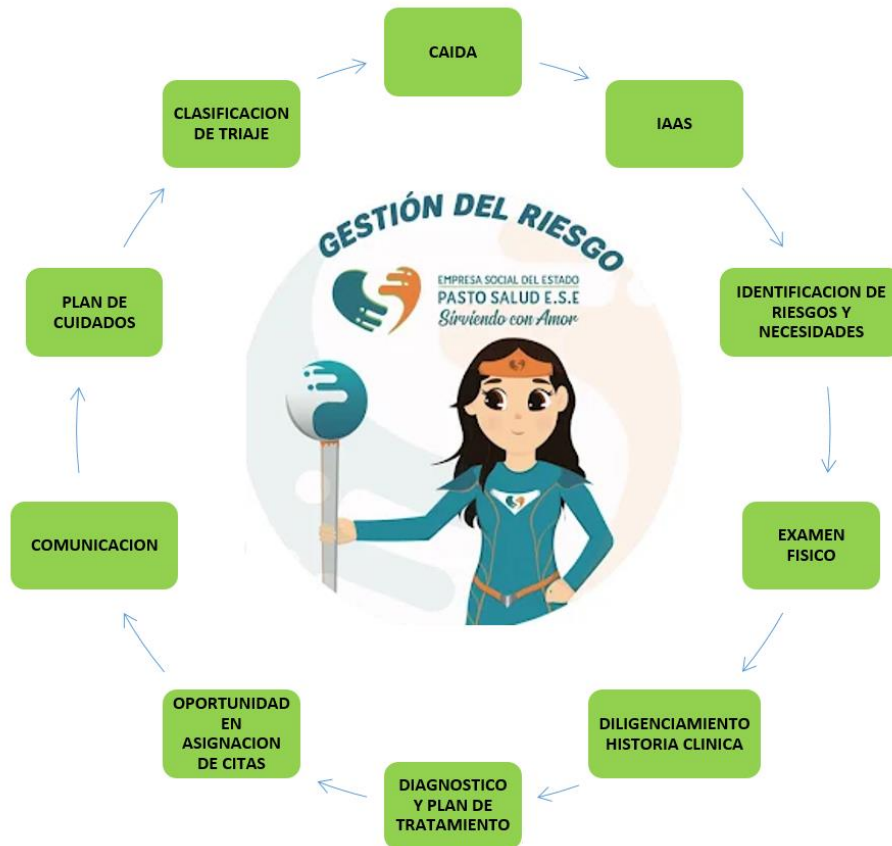 CAIDA
IAAS
IDENTIFICACION DE
RIESGOS Y
NECESIDADES
EXAMEN
FISICO
DILIGENCIAMIENTO
HISTORIA CLINICA
DIAGNOSTICO
Y PLAN DE
TRATAMIENTO
OPORTUNIDAD
EN
ASIGNACION
DE CITAS
COMUNICACION
PLAN DE
CUIDADOS
CLASIFICACION
DE TRIAJE
GESTIÓN DEL RIESGO
EMPRESA SOCIAL DEL ESTADO
PASTO SALUD E.S.E
Sirviendo con Amor